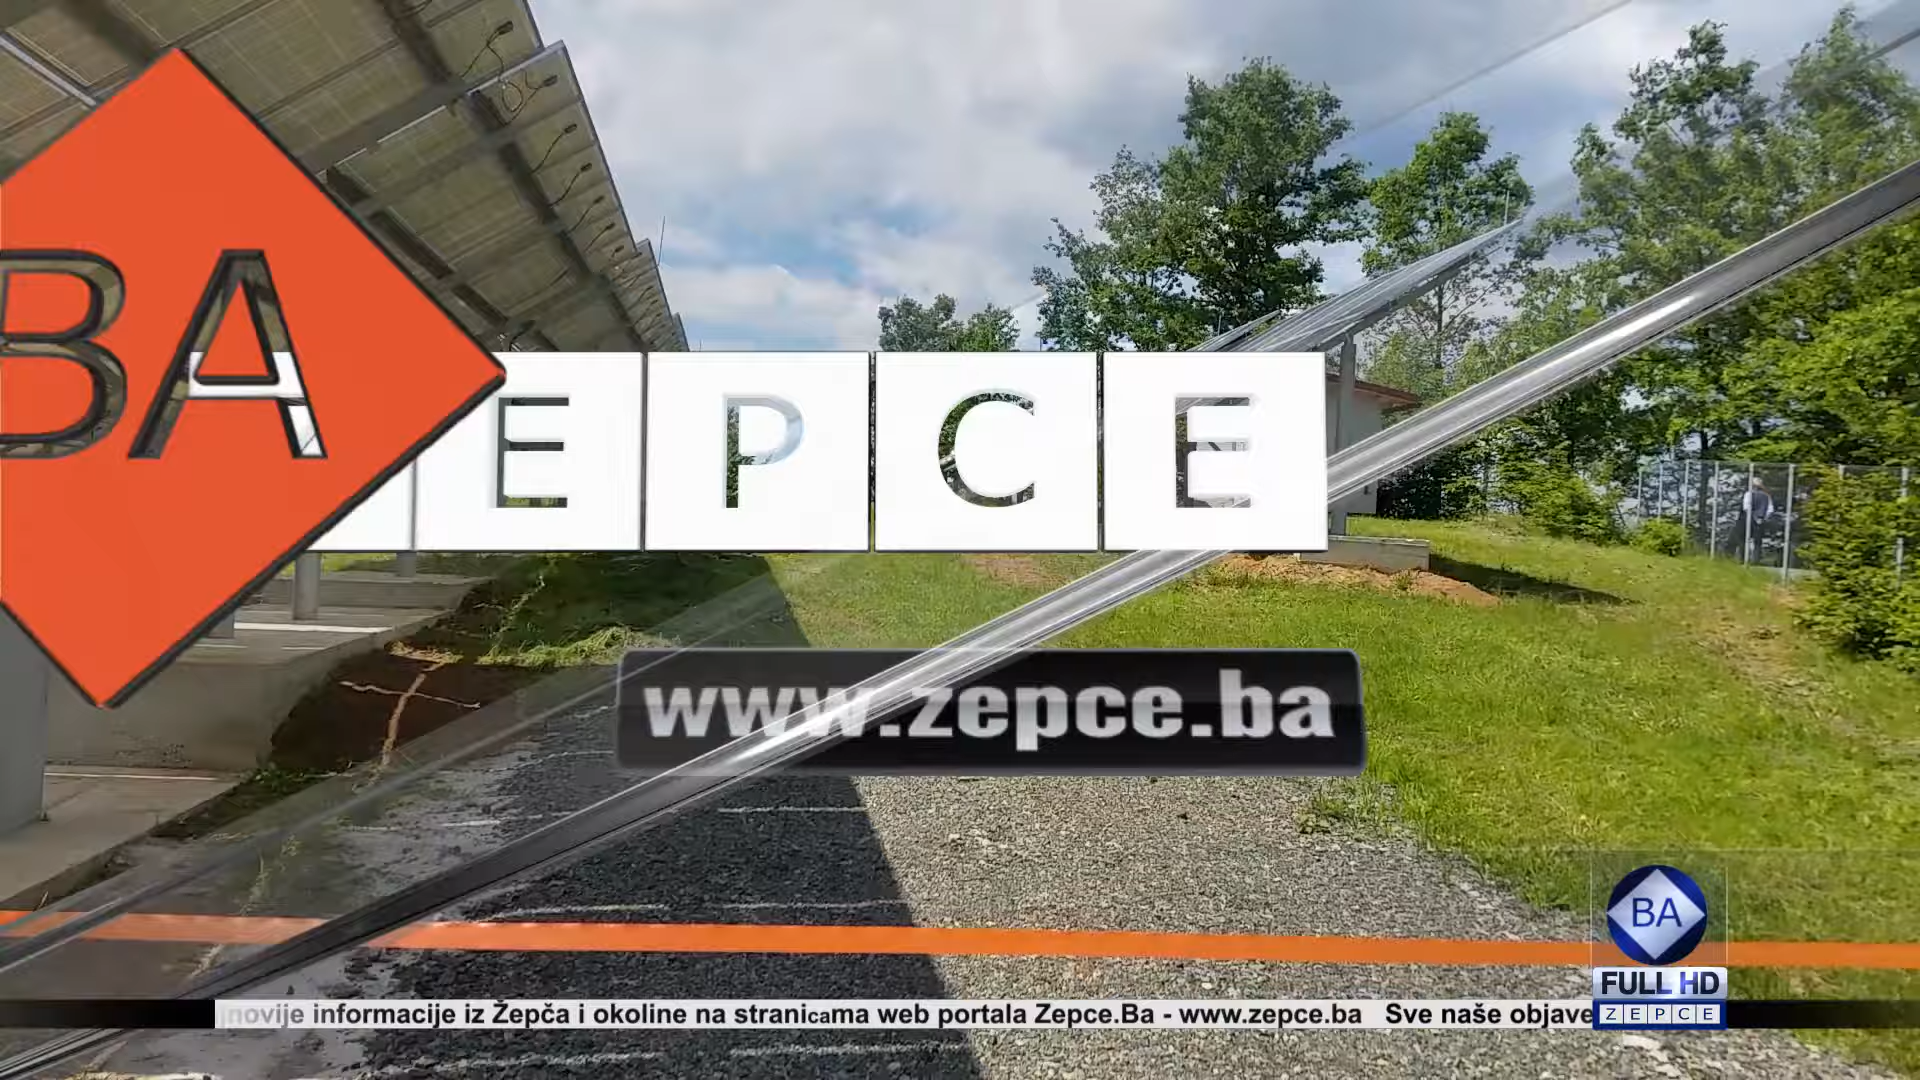 BA
EPCE
www.zepce.ba
BA
FULL HD
ZEPCE
novije informacije iz Žepča i okoline na stranicama web portala Zepce.Ba - www.zepce.ba Sve naše objave